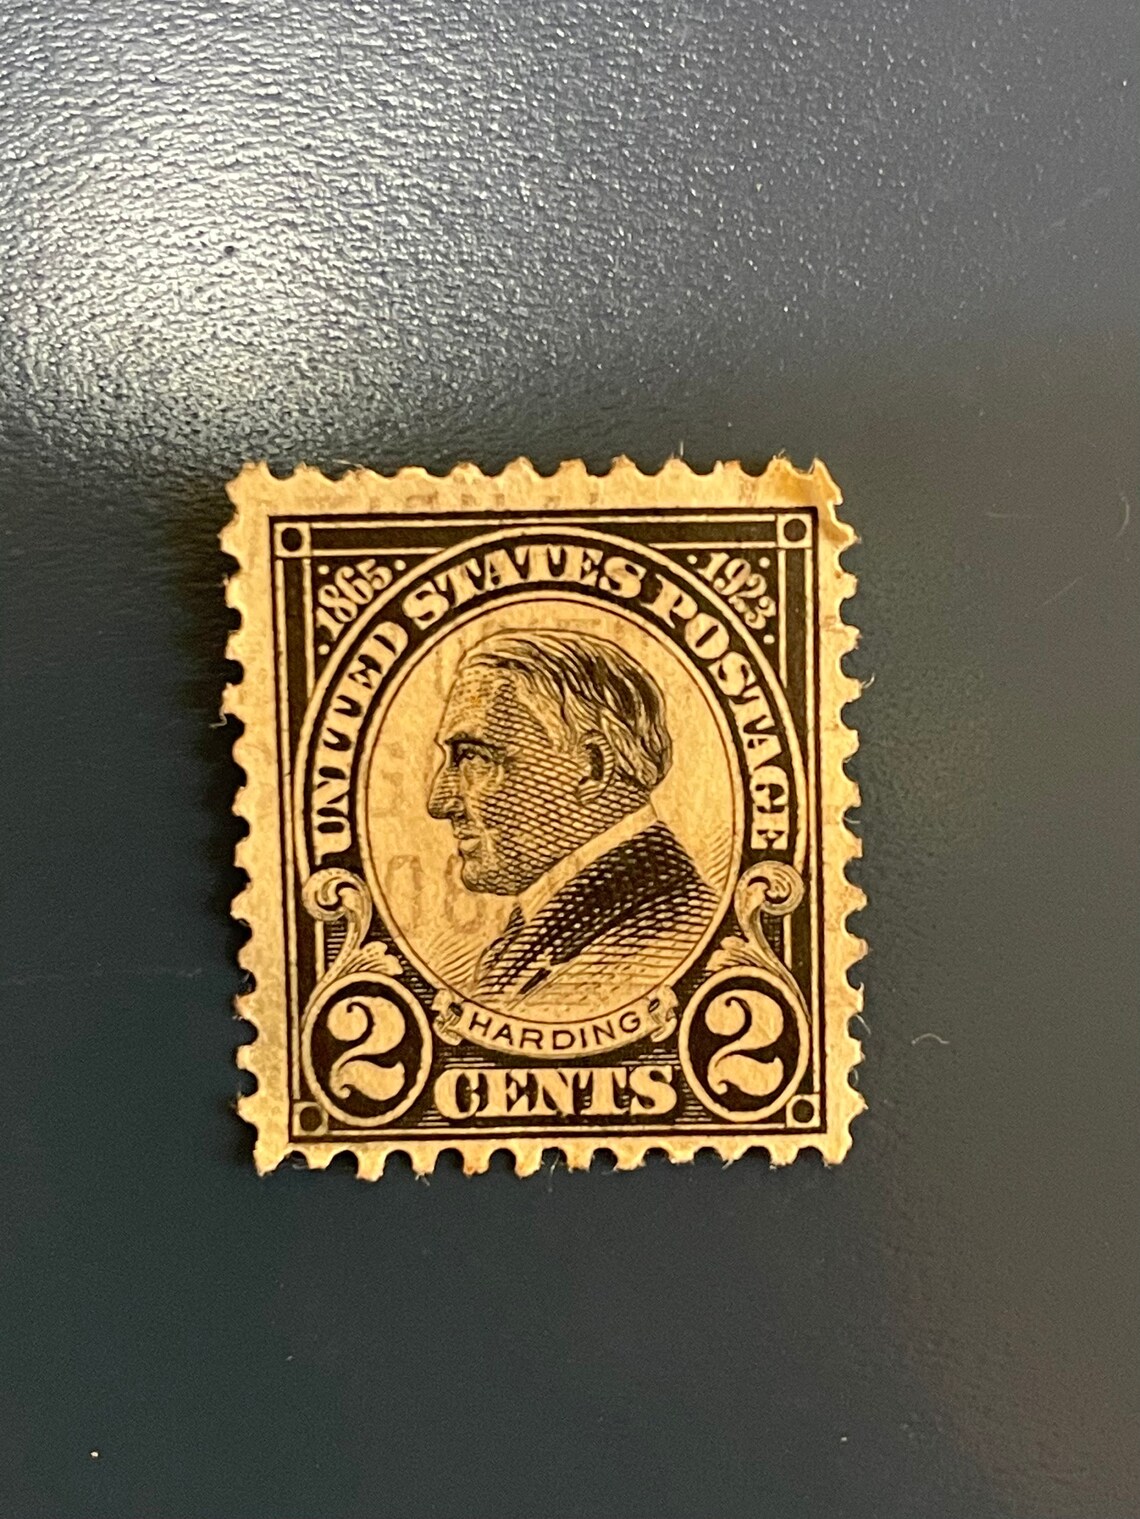 1865
1923
UNITED STATES POSTAGE
HARDING
2 CENTS 2